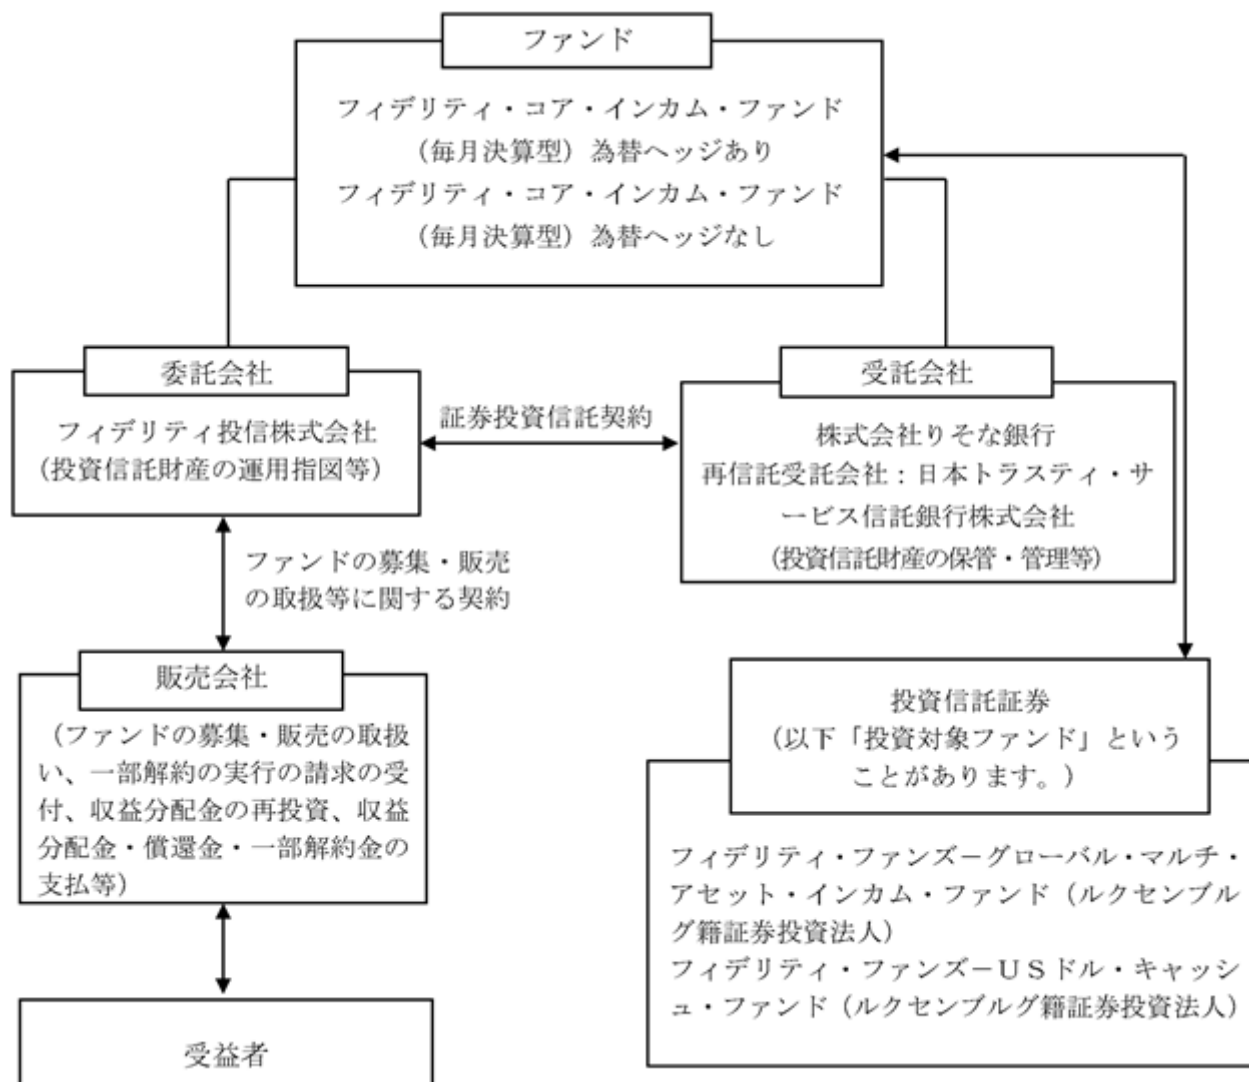 ファンド
フィデリティ・コア・インカム・ファンド
（毎月決算型）為替ヘッジあり
フィデリティ・コア・インカム・ファンド
（毎月決算型）為替ヘッジなし
委託会社
フィデリティ投信株式会社
（投資信託財産の運用指図等）
証券投資信託契約
受託会社
株式会社りそな銀行
再信託受託会社：日本トラスティ・サ
ービス信託銀行株式会社
（投資信託財産の保管・管理等）
ファンドの募集・販売
の取扱等に関する契約
販売会社
（ファンドの募集・販売の取扱
い、一部解約の実行の請求の受
付、収益分配金の再投資、収益
分配金・償還金・一部解約金の
支払等）
受益者
投資信託証券
（以下「投資対象ファンド」という
ことがあります。）
フィデリティ・ファンズ－グローバル・マルチ・
アセット・インカム・ファンド（ルクセンブル
グ籍証券投資法人）
フィデリティ・ファンズ－ＵＳドル・キャッシ
ュ・ファンド（ルクセンブルグ籍証券投資法人）